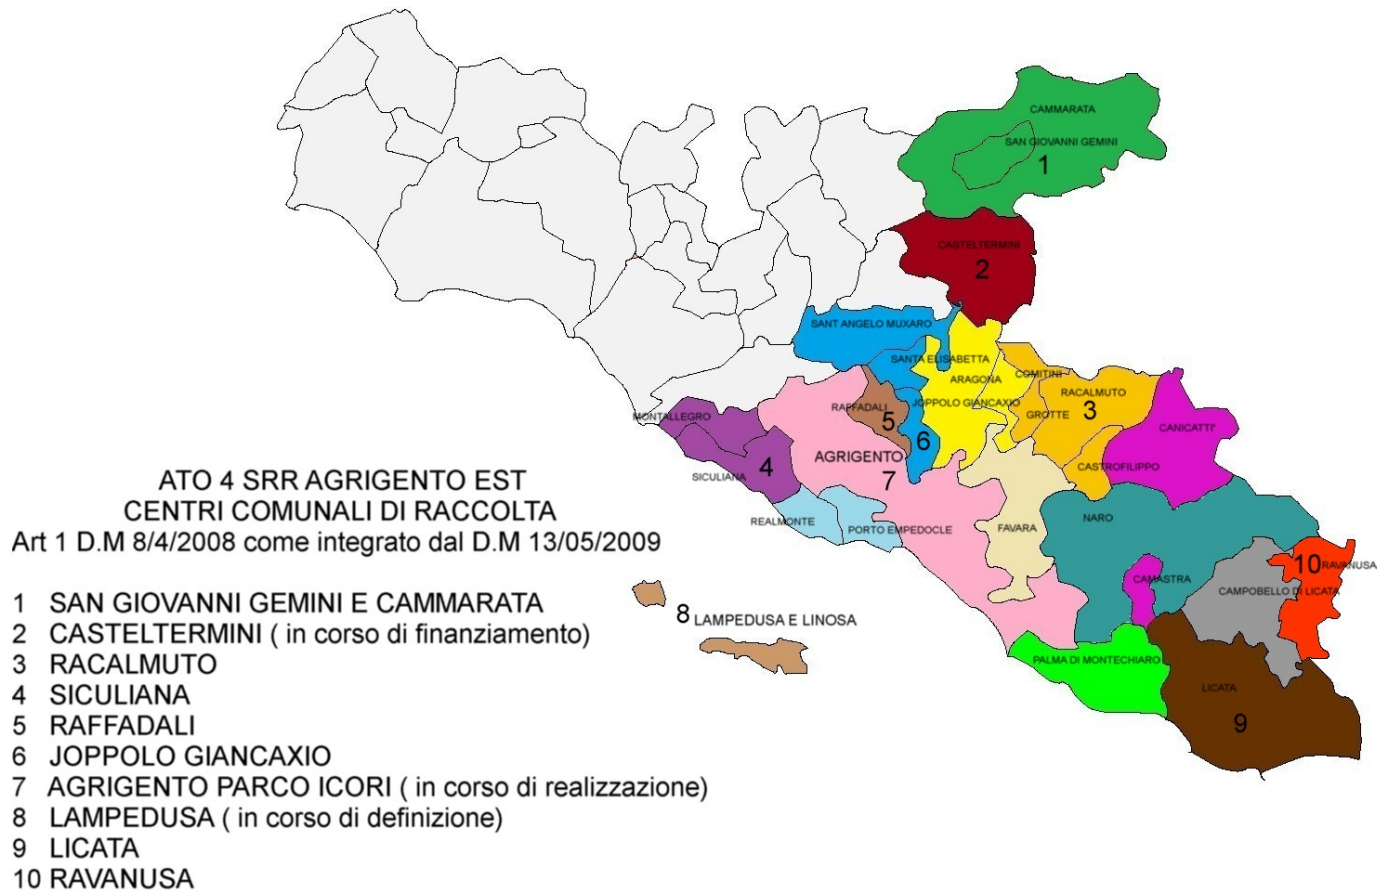 CAMMARATA
SAN GIOVANNI GEMINI
1
CASTELTERMINI
2
SANT ANGELO MUXARO
SANTA ELISABETTA
COMITINI
ARAGONA
RACALMUTO
JOPPOLO GIANCAXIO
RAFFADALI
3
GROTTE
5
MONTALLEGRO
CANICATTI'
6
AGRIGENTO
4
CASTROFILIPPO
SICULIANA
7
REALMONTE
PORTO EMPEDOCLE
FAVARA
NARO
10 RAVANUSA
CAMASTRA
CAMPOBELLO DI LICATA
8 LAMPEDUSA E LINOSA
PALMA DI MONTECHIARO
LICATA
9
ATO 4 SRR AGRIGENTO EST
CENTRI COMUNALI DI RACCOLTA
Art 1 D.M 8/4/2008 come integrato dal D.M 13/05/2009
1 SAN GIOVANNI GEMINI E CAMMARATA
2 CASTELTERMINI ( in corso di finanziamento)
3 RACALMUTO
4 SICULIANA
5 RAFFADALI
6 JOPPOLO GIANCAXIO
7 AGRIGENTO PARCO ICORI ( in corso di realizzazione)
8 LAMPEDUSA ( in corso di definizione)
9 LICATA
10 RAVANUSA